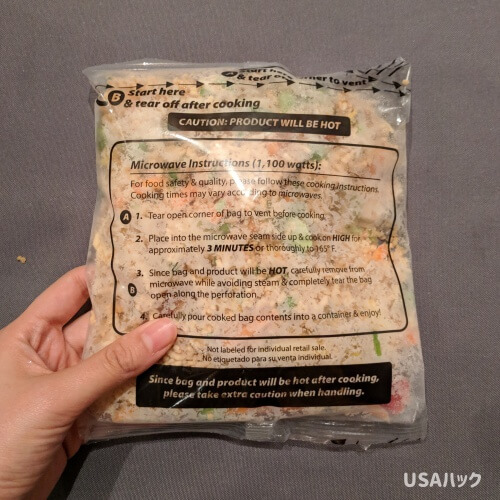 A Start here
& tear off corner to vent
B Start here
& tear off after cooking
CAUTION: PRODUCT WILL BE HOT
Microwave Instructions (1,100 watts):
For food safety & quality, please follow these cooking instructions.
Cooking times may vary according to microwaves.
A 1. Tear open corner of bag to vent before cooking.
2. Place into the microwave seam side up & cook on HIGH for
approximately 3 MINUTES or thoroughly to 165° F.
3. Since bag and product will be HOT, carefully remove from
B microwave while avoiding steam & completely tear the bag
open along the perforation.
4. Carefully pour cooked bag contents into a container & enjoy!
Not labeled for individual retail sale.
No etiquetado para su venta individual.
Since bag and product will be hot after cooking,
please take extra caution when handling.
USAハック